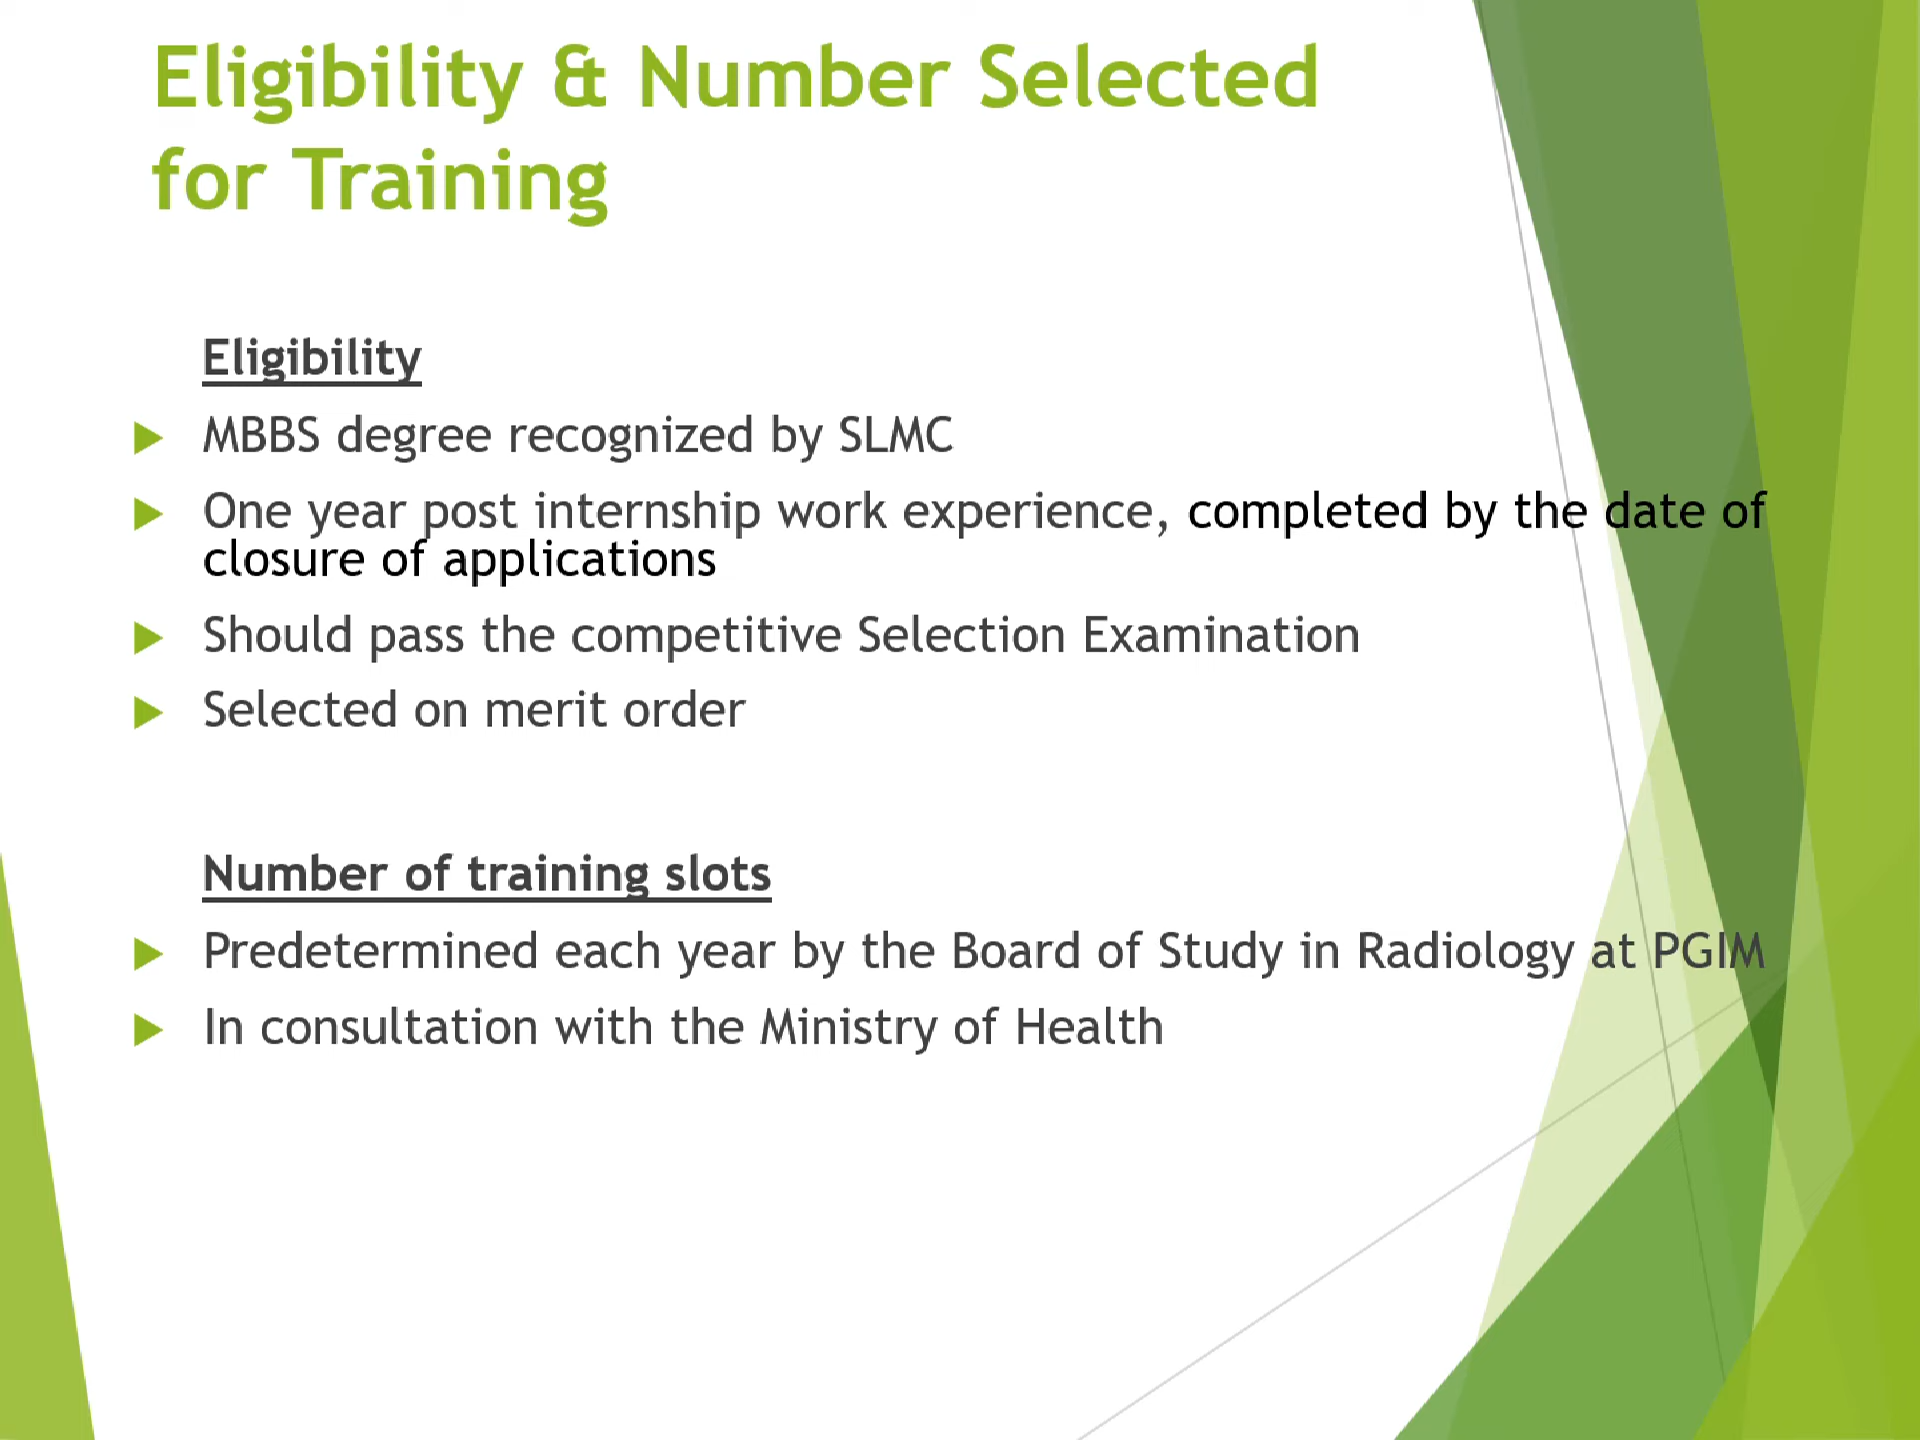 Eligibility & Number Selected
for Training
Eligibility
MBBS degree recognized by SLMC
One year post internship work experience, completed by the date of
closure of applications
Should pass the competitive Selection Examination
Selected on merit order
Number of training slots
Predetermined each year by the Board of Study in Radiology at PGIM
In consultation with the Ministry of Health